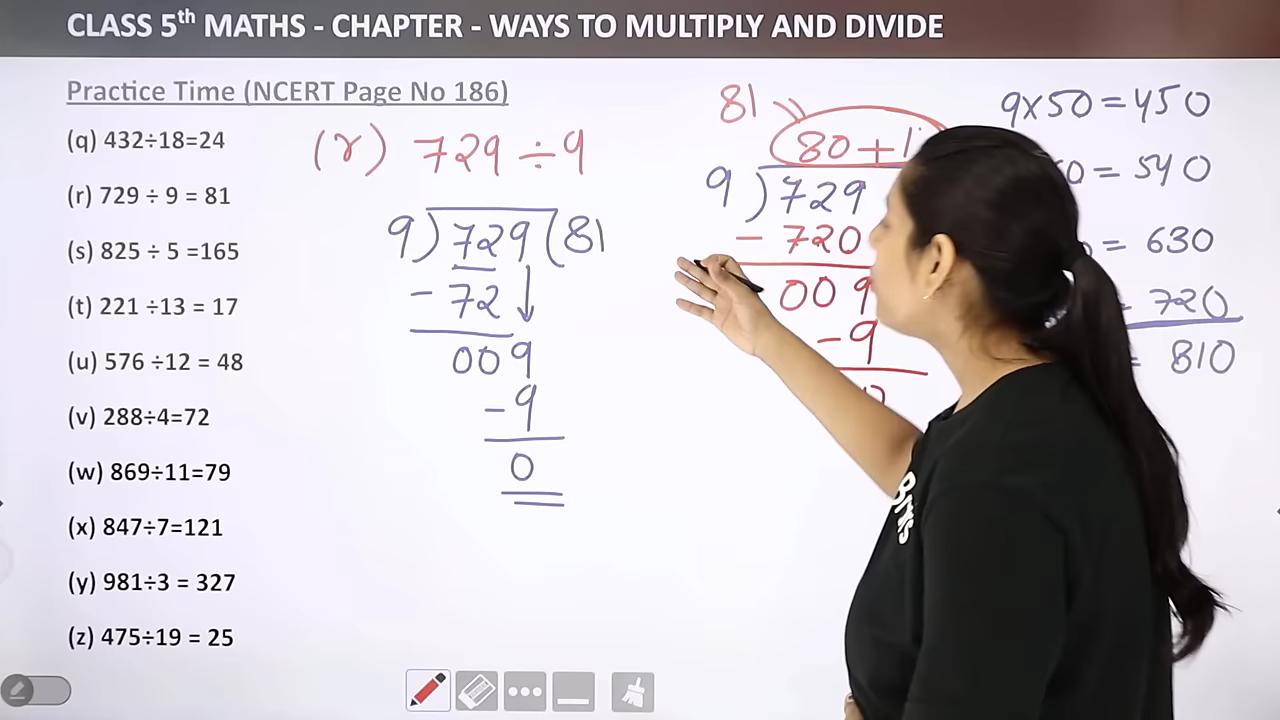 CLASS 5th MATHS - CHAPTER - WAYS TO MULTIPLY AND DIVIDE
Practice Time (NCERT Page No 186)
(q) 432÷18=24
(r) 729 ÷ 9 = 81
(s) 825 ÷ 5 =165
(t) 221 ÷13 = 17
(u) 576 ÷12 = 48
(v) 288÷4=72
(w) 869÷11=79
(x) 847÷7=121
(y) 981÷3 = 327
(z) 475÷19 = 25
(r) 729 ÷ 9
9) 729 (81
- 72
009
- 9
0
81
80 + 1
9) 729
- 720
009
- 9
9x50 = 450
= 540
= 630
= 720
= 810